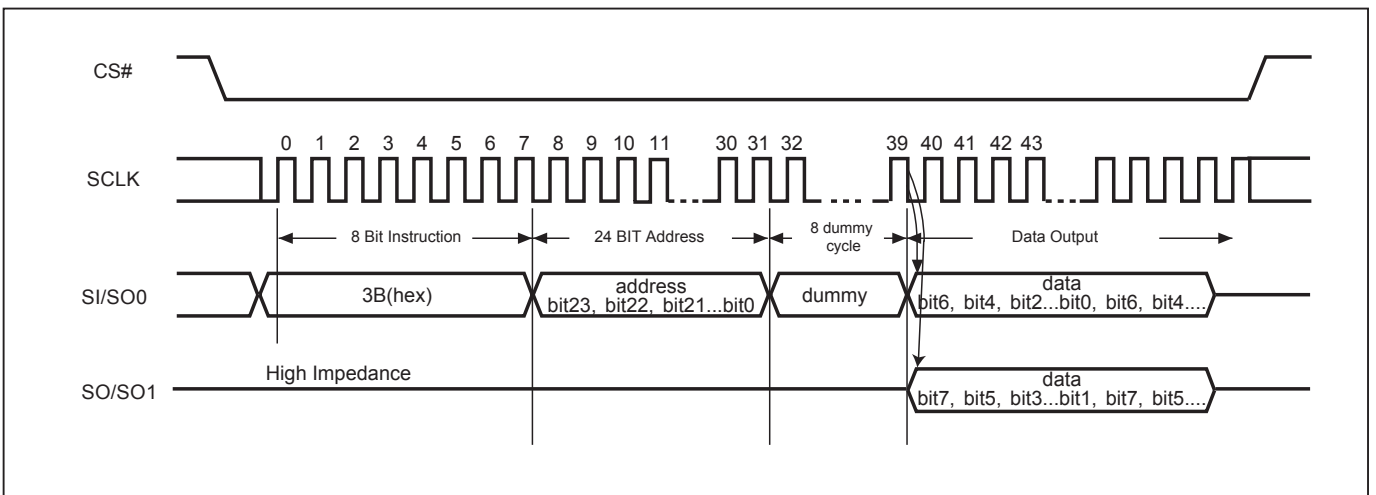 CS#
0 1 2 3 4 5 6 7 8 9 10 11 30 31 32 39 40 41 42 43
SCLK
8 Bit Instruction 24 BIT Address 8 dummy
cycle Data Output
SI/SO0 3B(hex) address
bit23, bit22, bit21...bit0 dummy data
bit6, bit4, bit2...bit0, bit6, bit4....
High Impedance
SO/SO1 data
bit7, bit5, bit3...bit1, bit7, bit5....